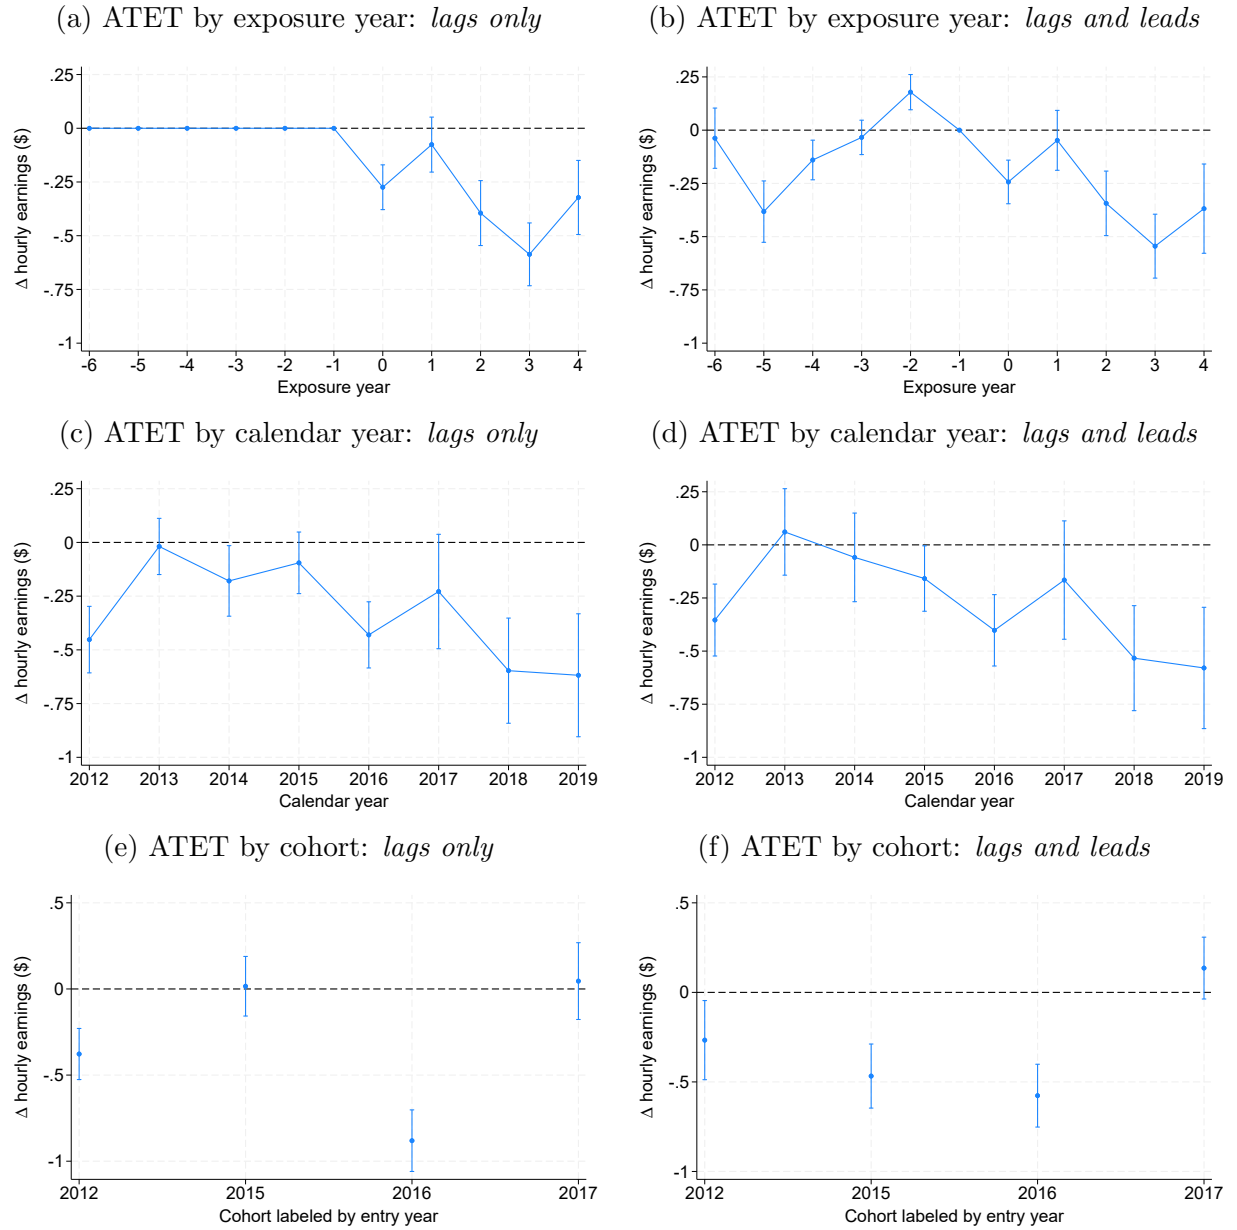 (a) ATET by exposure year: lags only
.25
0
-.25
-.5
-.75
-1
Δ hourly earnings ($)
-6 -5 -4 -3 -2 -1 0 1 2 3 4
Exposure year
(b) ATET by exposure year: lags and leads
.25
0
-.25
-.5
-.75
-1
Δ hourly earnings ($)
-6 -5 -4 -3 -2 -1 0 1 2 3 4
Exposure year
(c) ATET by calendar year: lags only
.25
0
-.25
-.5
-.75
-1
Δ hourly earnings ($)
2012 2013 2014 2015 2016 2017 2018 2019
Calendar year
(d) ATET by calendar year: lags and leads
.25
0
-.25
-.5
-.75
-1
Δ hourly earnings ($)
2012 2013 2014 2015 2016 2017 2018 2019
Calendar year
(e) ATET by cohort: lags only
.5
0
-.5
-1
Δ hourly earnings ($)
2012 2015 2016 2017
Cohort labeled by entry year
(f) ATET by cohort: lags and leads
.5
0
-.5
-1
Δ hourly earnings ($)
2012 2015 2016 2017
Cohort labeled by entry year